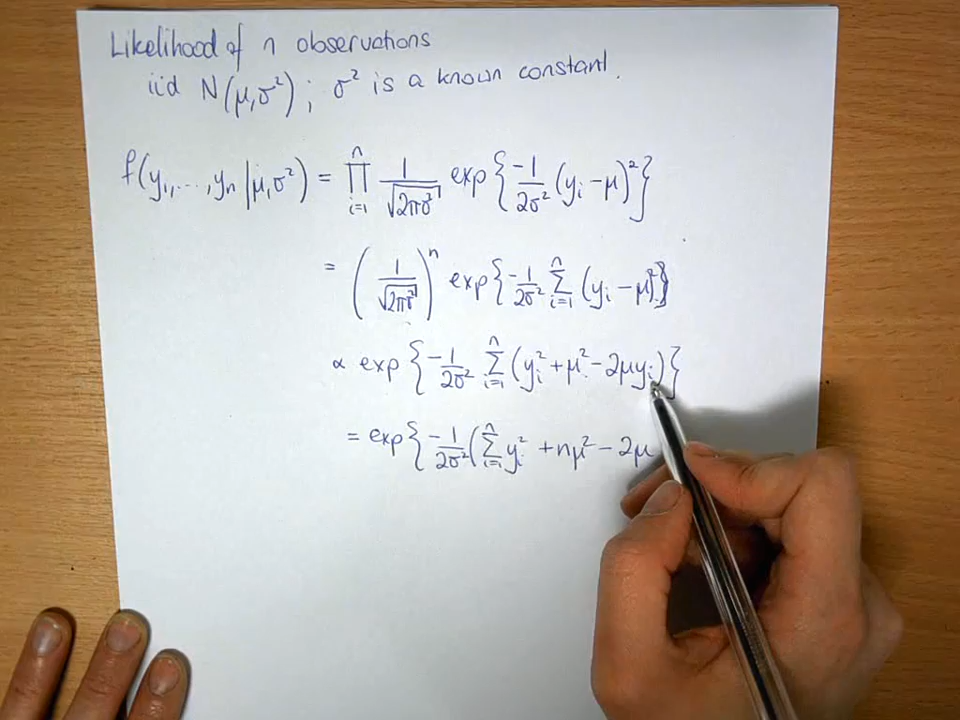 Likelihood of n observations
iid N(μ,σ²); σ² is a known constant.
f(y₁,...,yₙ|μ,σ²) = ∏ᵢ₌₁ⁿ 1/√(2πσ²) exp{-1/2σ² (yᵢ-μ)²}
= (1/√(2πσ²))ⁿ exp{-1/2σ² Σᵢ₌₁ⁿ (yᵢ-μ)²}
∝ exp{-1/2σ² Σᵢ₌₁ⁿ (yᵢ²+μ²-2μyᵢ)}
= exp{-1/2σ² (Σᵢ₌₁ⁿ yᵢ² +nμ²-2μ